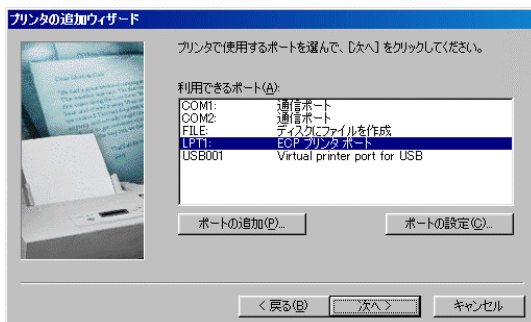 プリンタの追加ウィザード
プリンタで使用するポートを選んで、[次へ] をクリックしてください。
利用できるポート(A):
COM1: 通信ポート
COM2: 通信ポート
FILE: ディスクにファイルを作成
LPT1: ECP プリンタ ポート
USB001 Virtual printer port for USB
ポートの追加(P)... ポートの設定(C)...
< 戻る(B) 次へ > キャンセル